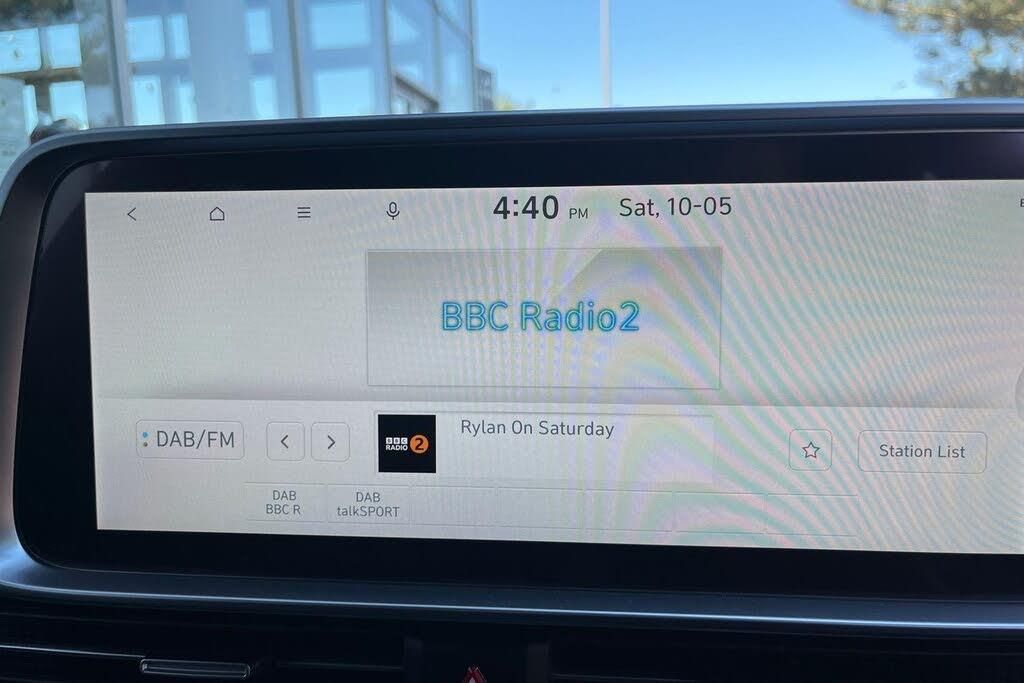 4:40 PM Sat, 10-05
BBC Radio2
DAB/FM
BBC
RADIO 2
Rylan On Saturday
Station List
DAB
BBC R
DAB
talkSPORT